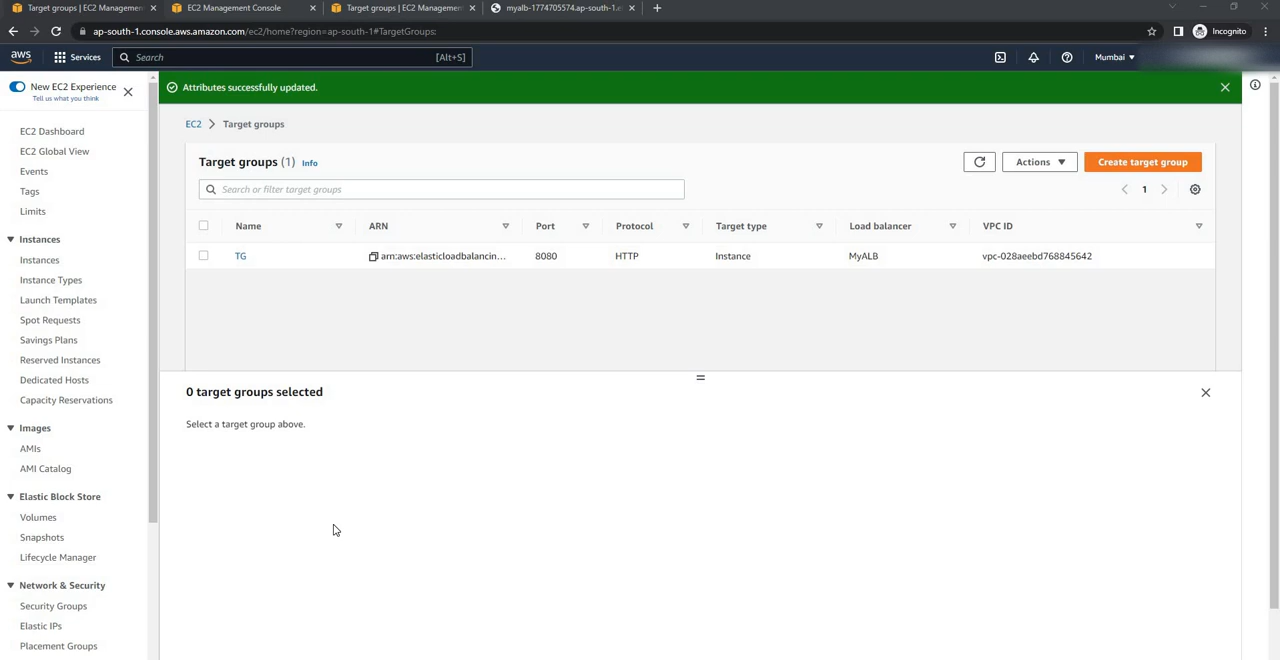 Target groups | EC2 Managemen
EC2 Management Console
Target groups | EC2 Managemen
myalb-1774705574.ap-south-1.el
ap-south-1.console.aws.amazon.com/ec2/home?region=ap-south-1#TargetGroups:
Incognito
aws
Services
Search
[Alt+S]
Mumbai
New EC2 Experience
Tell us what you think
Attributes successfully updated.
EC2 Dashboard
EC2 Global View
Events
Tags
Limits
Instances
Instances
Instance Types
Launch Templates
Spot Requests
Savings Plans
Reserved Instances
Dedicated Hosts
Capacity Reservations
Images
AMIs
AMI Catalog
Elastic Block Store
Volumes
Snapshots
Lifecycle Manager
Network & Security
Security Groups
Elastic IPs
Placement Groups
EC2 > Target groups
Target groups (1) Info
Actions
Create target group
Search or filter target groups
1
Name ARN Port Protocol Target type Load balancer VPC ID
TG arn:aws:elasticloadbalancin... 8080 HTTP Instance MyALB vpc-028aeebd768845642
0 target groups selected
Select a target group above.